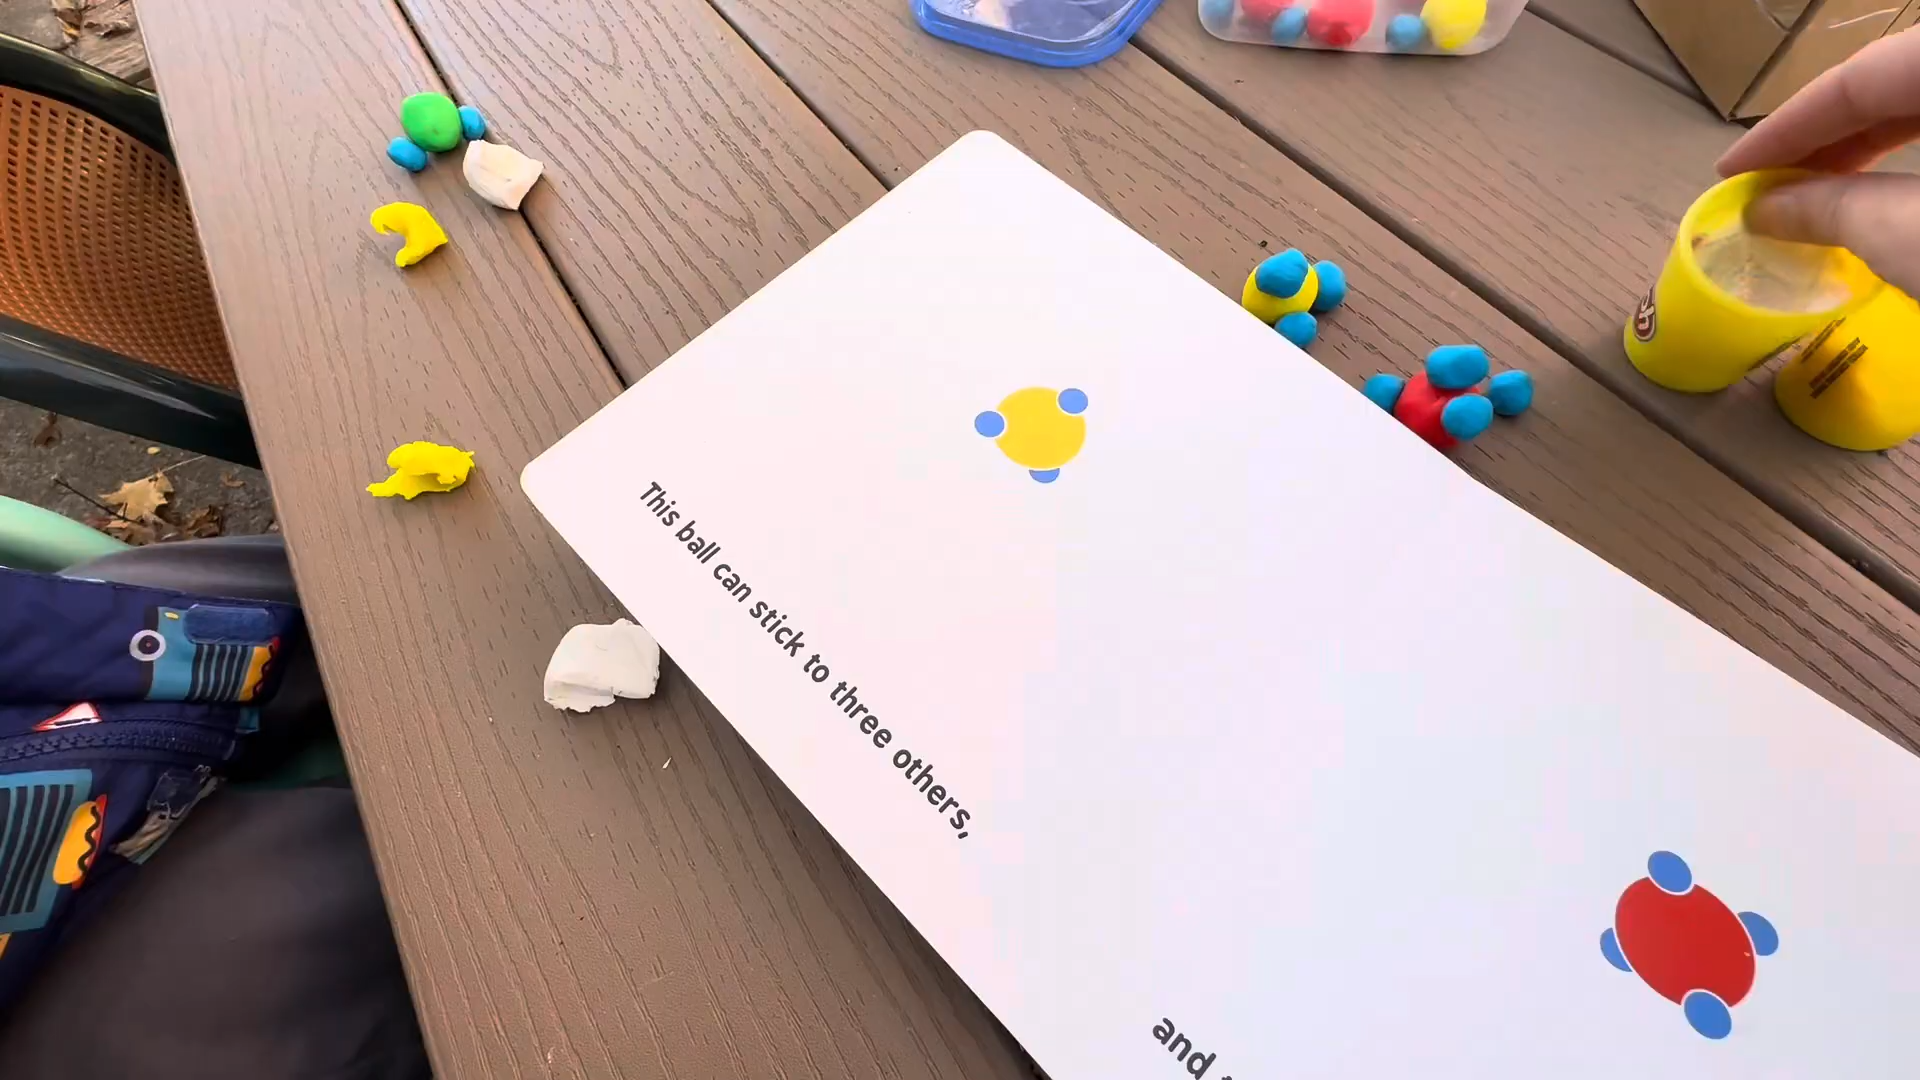 This ball can stick to three others,
and